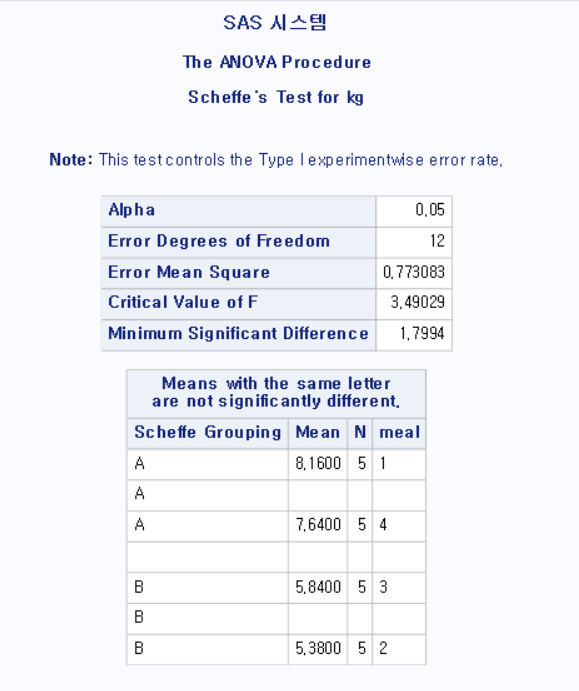 SAS 시스템
The ANOVA Procedure
Scheffe's Test for kg
Note: This test controls the Type I experimentwise error rate.
Alpha 0.05
Error Degrees of Freedom 12
Error Mean Square 0.773083
Critical Value of F 3.49029
Minimum Significant Difference 1.7994
Means with the same letter
are not significantly different.
Scheffe Grouping Mean N meal
A 8.1600 5 1
A
A 7.6400 5 4
B 5.8400 5 3
B
B 5.3800 5 2